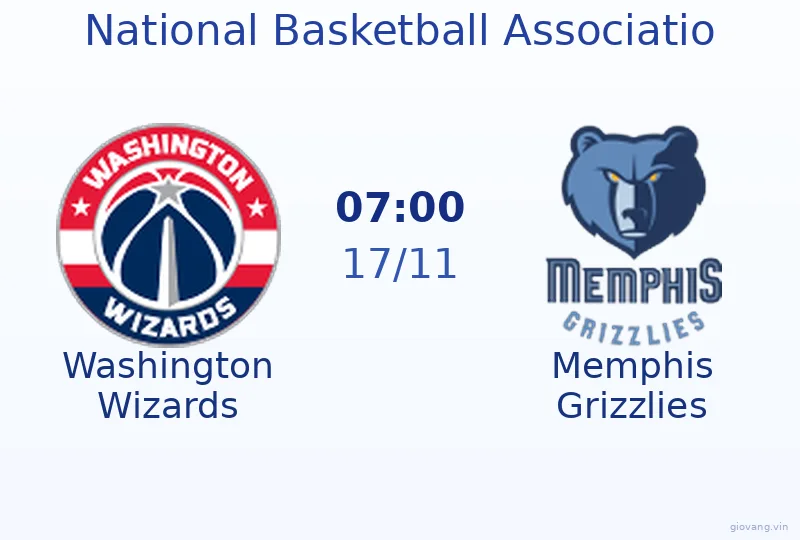 National Basketball Associatio
WASHINGTON
WIZARDS
07:00
17/11
MEMPHIS
GRIZZLIES
Washington
Wizards
Memphis
Grizzlies
giovang.vin